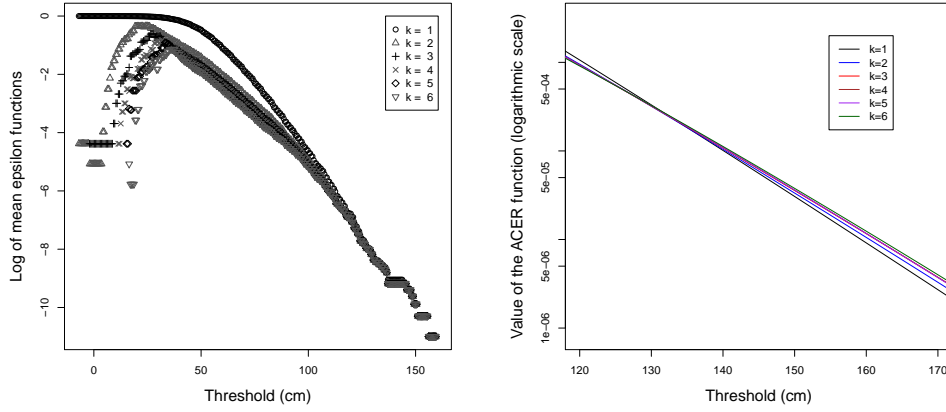 Log of mean epsilon functions
0
−2
−4
−6
−8
−10
0
50
100
150
Threshold (cm)
k = 1
k = 2
k = 3
k = 4
k = 5
k = 6
Value of the ACER function (logarithmic scale)
5e−04
5e−05
5e−06
1e−06
120
130
140
150
160
170
Threshold (cm)
k=1
k=2
k=3
k=4
k=5
k=6